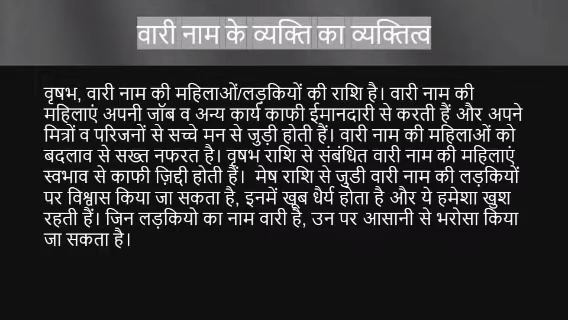 वारी नाम के व्यक्ति का व्यक्तित्व
वृषभ, वारी नाम की महिलाओं/लड़कियों की राशि है। वारी नाम की
महिलाएं अपनी जॉब व अन्य कार्य काफी ईमानदारी से करती हैं और अपने
मित्रों व परिजनों से सच्चे मन से जुड़ी होती हैं। वारी नाम की महिलाओं को
बदलाव से सख्त नफरत है। वृषभ राशि से संबंधित वारी नाम की महिलाएं
स्वभाव से काफी ज़िद्दी होती हैं। मेष राशि से जुडी वारी नाम की लड़कियों
पर विश्वास किया जा सकता है, इनमें खूब धैर्य होता है और ये हमेशा खुश
रहती हैं। जिन लड़कियो का नाम वारी है, उन पर आसानी से भरोसा किया
जा सकता है।